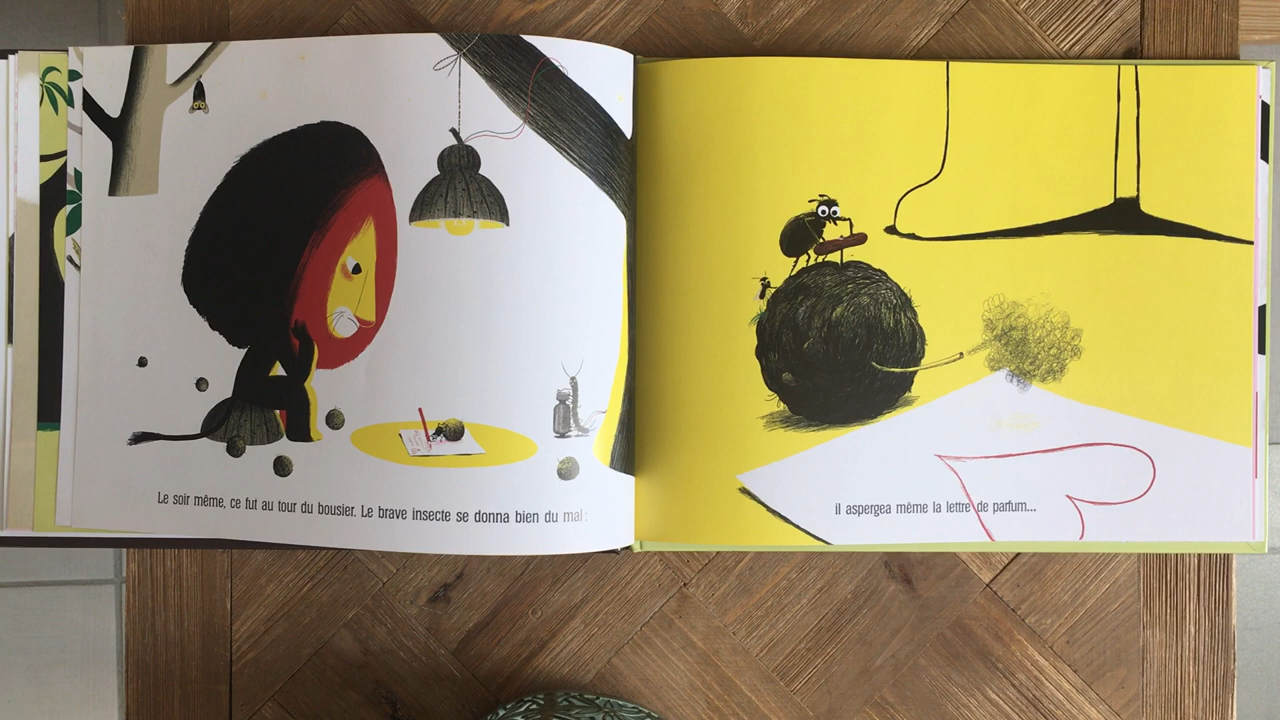 Le soir même, ce fut au tour du bousier. Le brave insecte se donna bien du mal :
il aspergea même la lettre de parfum...